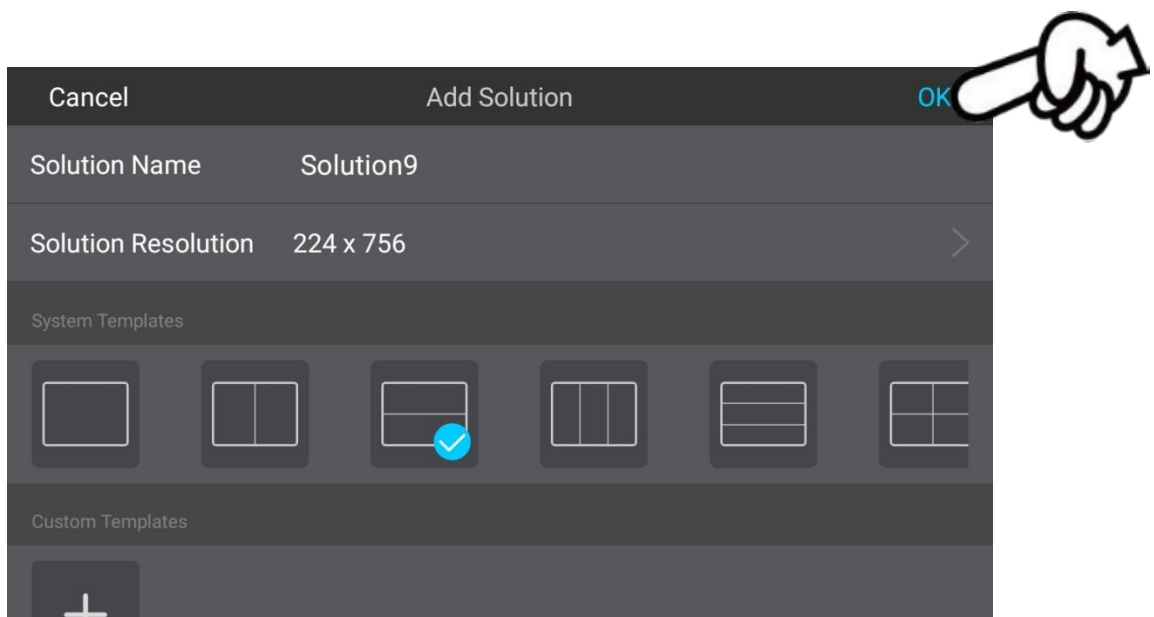 Cancel Add Solution OK
Solution Name Solution9
Solution Resolution 224 x 756
System Templates
Custom Templates